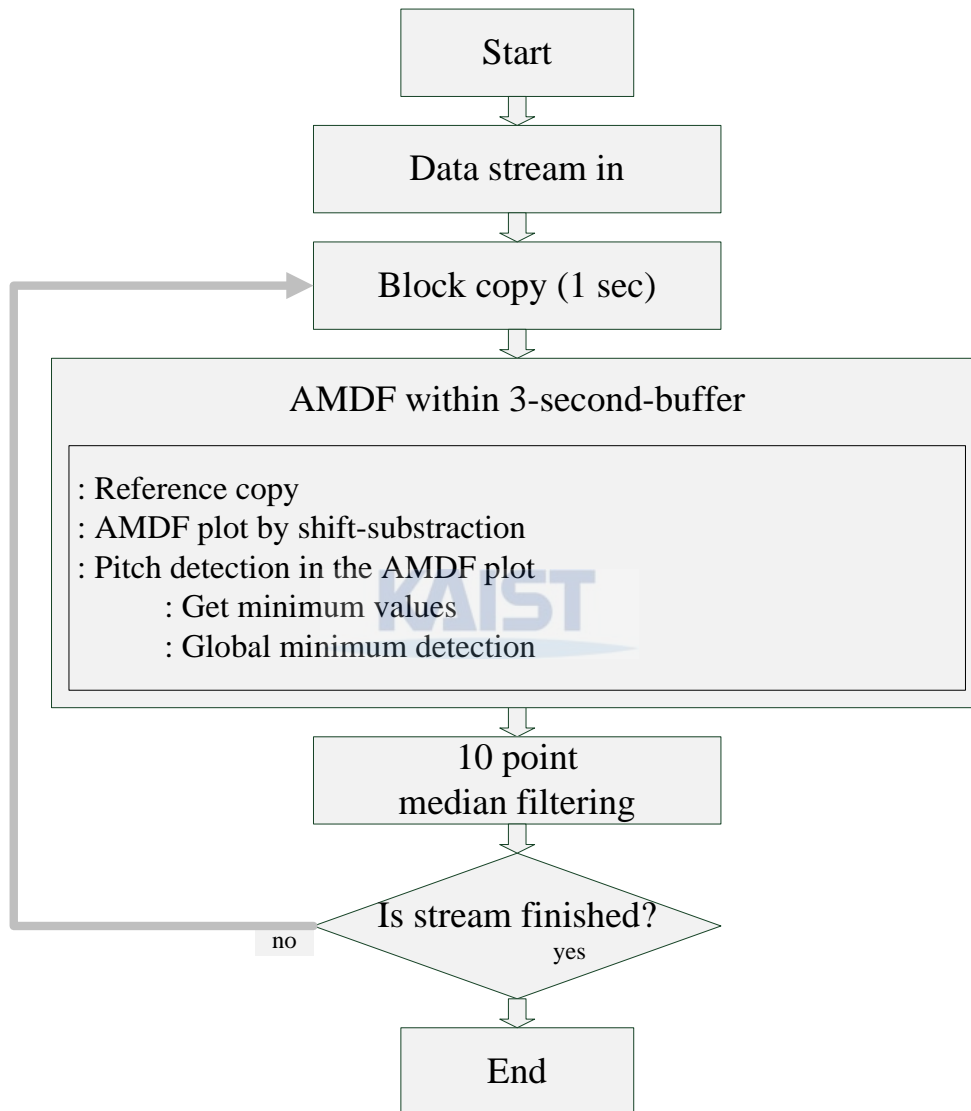 Start
Data stream in
Block copy (1 sec)
AMDF within 3-second-buffer
: Reference copy
: AMDF plot by shift-substraction
: Pitch detection in the AMDF plot
: Get minimum values
: Global minimum detection
KAIST
10 point
median filtering
Is stream finished?
no
yes
End